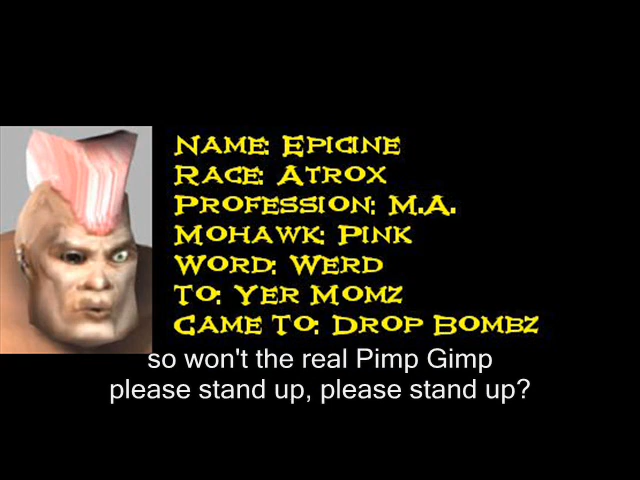 Name: Epicine
Race: Atrox
Profession: M.A.
Mohawk: Pink
Word: Werd
To: Yer Momz
Came To: Drop Bombz
so won't the real Pimp Gimp
please stand up, please stand up?